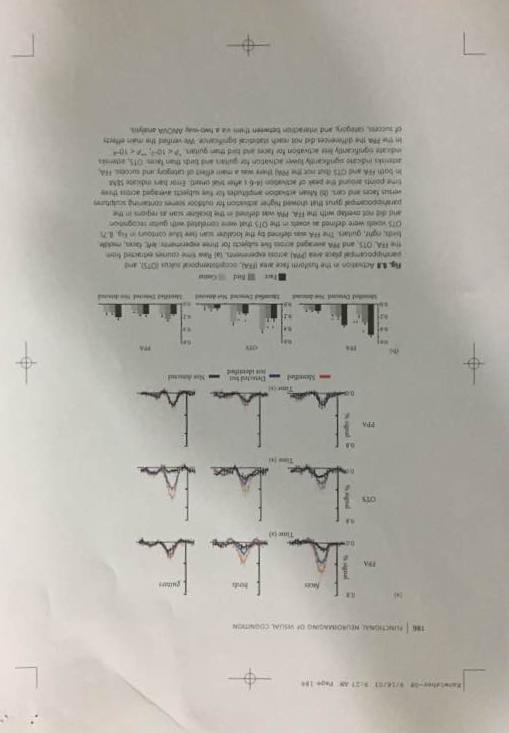 Kanwisher-08 9/16/03 9:27 AM Page 186
186 | FUNCTIONAL NEUROIMAGING OF VISUAL COGNITION
(a)
0.8
faces
birds
guitars
FFA
% signal
0.0
Time (s)
0.8
OTS
% signal
0.0
Time (s)
0.8
PPA
% signal
0.0
Time (s)
Identified
Detected but not identified
Not detected
(b)
FFA
OTS
PPA
Identified Detected Not detected
Identified Detected Not detected
Identified Detected Not detected
Face
Bird
Guitar
Fig. 8.8 Activation in the fusiform face area (FFA), occipitotemporal sulcus (OTS), and
parahippocampal place area (PPA) across experiments. (a) Raw time courses extracted from
the FFA, OTS, and PPA averaged across five subjects for three experiments: left, faces; middle,
birds; right, guitars. The FFA was defined by the localizer scan (see blue contours in Fig. 8.7).
OTS voxels were defined as voxels in the OTS that were correlated with guitar recognition
and did not overlap with the FFA. PPA was defined in the localizer scan as regions in the
parahippocampal gyrus that showed higher activation for outdoor scenes containing sculptures
versus faces and cars. (b) Mean activation amplitudes for five subjects averaged across three
time points around the peak of activation (4–6 s after trial onset). Error bars indicate SEM.
In both FFA and OTS (but not the PPA) there was a main effect of category and success. FFA,
asterisks indicate significantly lower activation for guitars and birds than faces. OTS, asterisks
indicate significantly less activation for faces and bird than guitars.
in the PPA the differences did not reach statistical significance. We verified the main effects
of success, category, and interaction between them via a two-way ANOVA analysis.